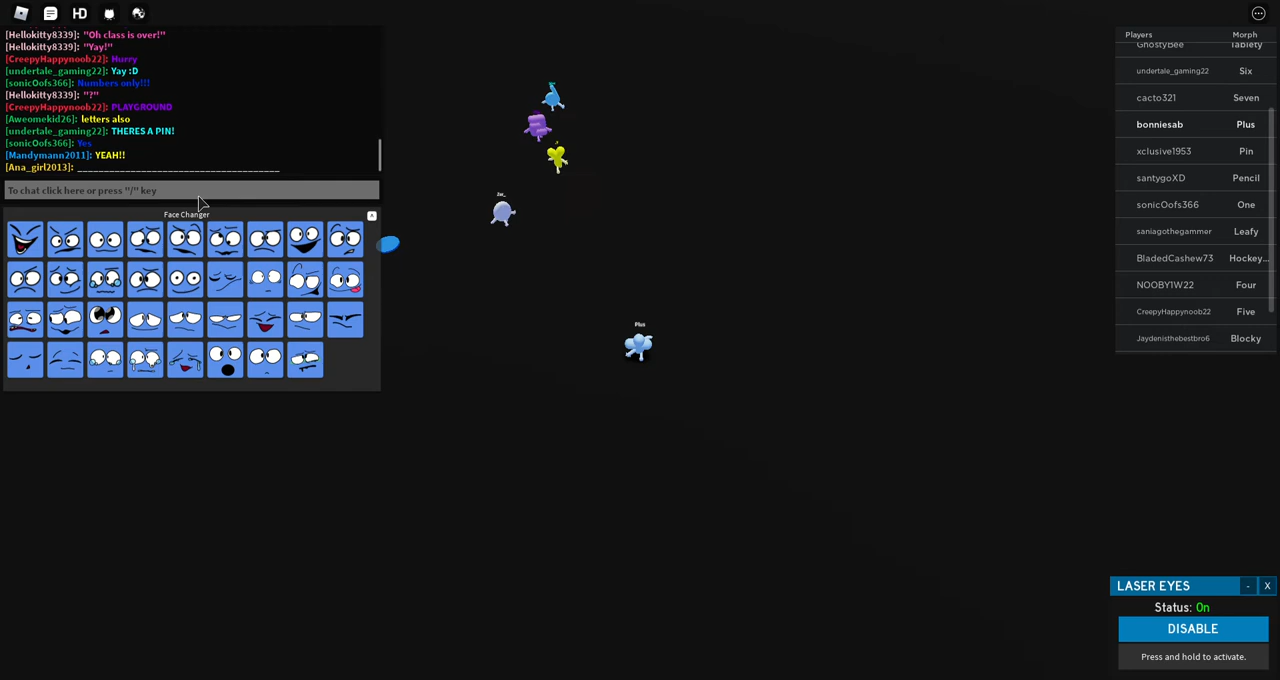 HD
[Hellokitty8339]: "Oh class is over!"
[Hellokitty8339]: "Yay!"
[CreepyHappynoob22]: Hurry
[undertale_gaming22]: Yay :D
[sonicOofs366]: Numbers only!!!
[Hellokitty8339]: "?"
[CreepyHappynoob22]: PLAYGROUND
[Aweomekid26]: letters also
[undertale_gaming22]: THERES A PIN!
[sonicOofs366]: Yes
[Mandymann2011]: YEAH!!
[Ana_girl2013]: _____________________________________
To chat click here or press "/" key
Face Changer
Plus
Players Morph
GhostyBee Tablety
undertale_gaming22 Six
cacto321 Seven
bonniesab Plus
xclusive1953 Pin
santygoXD Pencil
sonicOofs366 One
saniagothegammer Leafy
BladedCashew73 Hockey...
NOOBY1W22 Four
CreepyHappynoob22 Five
Jaydenisthebestbro6 Blocky
LASER EYES - X
Status: On
DISABLE
Press and hold to activate.